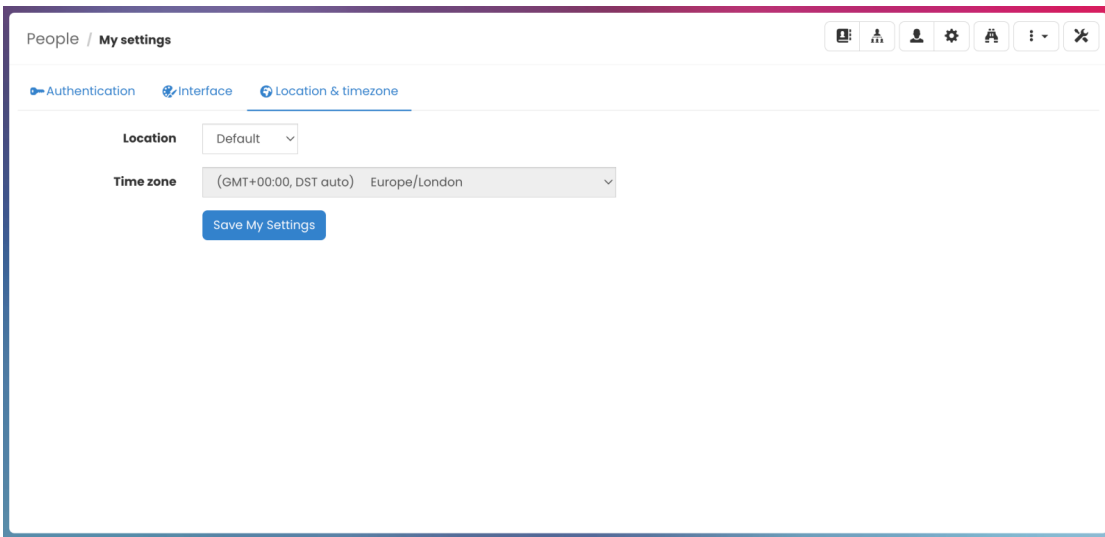 People / My settings
Authentication Interface Location & timezone
Location Default
Time zone (GMT+00:00, DST auto) Europe/London
Save My Settings